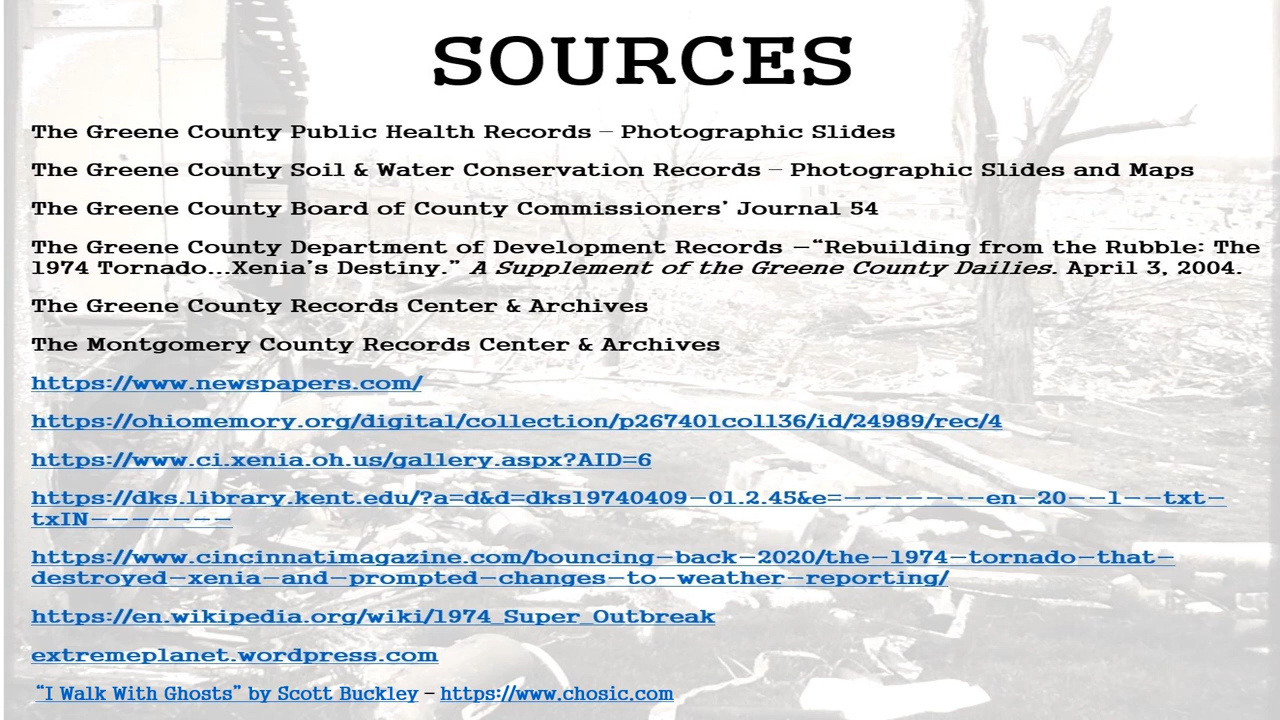 SOURCES
The Greene County Public Health Records – Photographic Slides
The Greene County Soil & Water Conservation Records – Photographic Slides and Maps
The Greene County Board of County Commissioners' Journal 54
The Greene County Department of Development Records –“Rebuilding from the Rubble: The
1974 Tornado…Xenia's Destiny.” A Supplement of the Greene County Dailies. April 3, 2004.
The Greene County Records Center & Archives
The Montgomery County Records Center & Archives
https://www.newspapers.com/
https://ohiomemory.org/digital/collection/p267401coll36/id/24989/rec/4
https://www.ci.xenia.oh.us/gallery.aspx?AID=6
https://dks.library.kent.edu/?a=d&d=dks19740409-01.2.45&e=-------en-20--1--txt-
txIN-------
https://www.cincinnatimagazine.com/bouncing-back-2020/the-1974-tornado-that-
destroyed-xenia-and-prompted-changes-to-weather-reporting/
https://en.wikipedia.org/wiki/1974_Super_Outbreak
extremeplanet.wordpress.com
“I Walk With Ghosts” by Scott Buckley – https://www.chosic.com